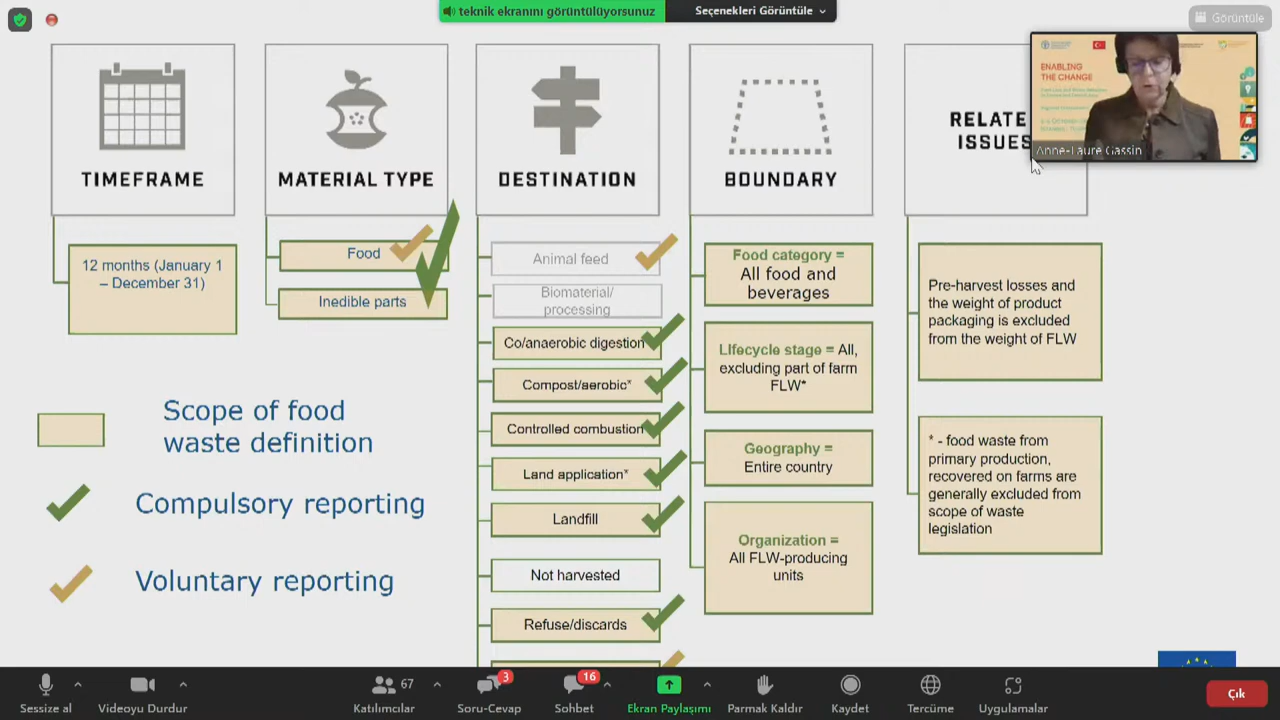 teknik ekranını görüntülüyorsunuz
Seçenekleri Görüntüle
Görüntüle
TIMEFRAME
MATERIAL TYPE
DESTINATION
BOUNDARY
RELATE
ISSUES
ENABLING
THE CHANGE
Anne-Laure Gassin
12 months (January 1
– December 31)
Food
Inedible parts
Animal feed
Biomaterial/
processing
Co/anaerobic digestion
Compost/aerobic*
Controlled combustion
Land application*
Landfill
Not harvested
Refuse/discards
Food category =
All food and
beverages
LIfecycle stage = All,
excluding part of farm
FLW*
Geography =
Entire country
Organization =
All FLW-producing
units
Pre-harvest losses and
the weight of product
packaging is excluded
from the weight of FLW
* - food waste from
primary production,
recovered on farms are
generally excluded from
scope of waste
legislation
Scope of food
waste definition
Compulsory reporting
Voluntary reporting
Sessize al
Videoyu Durdur
67
Katılımcılar
3
Soru-Cevap
16
Sohbet
Ekran Paylaşımı
Parmak Kaldır
Kaydet
Tercüme
Uygulamalar
Çık